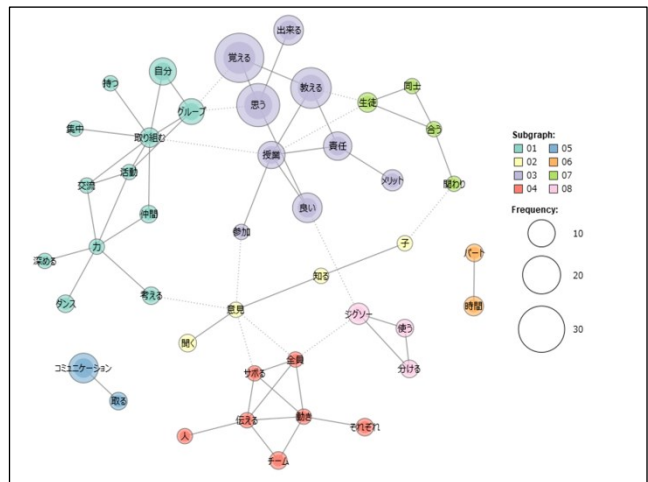 出来る
覚える
自分
持つ
教える
同士
思う
生徒
グループ
集中
取り組む
合う
授業
責任
活動
交流
メリット
関わり
仲間
良い
参加
力
子
深める
パート
知る
ダンス
考える
意見
時間
ジグソー
使う
聞く
全員
分ける
コミュニケーション
サボる
取る
伝える
動き
それぞれ
人
チーム
Subgraph:
01 05
02 06
03 07
04 08
Frequency:
10
20
30